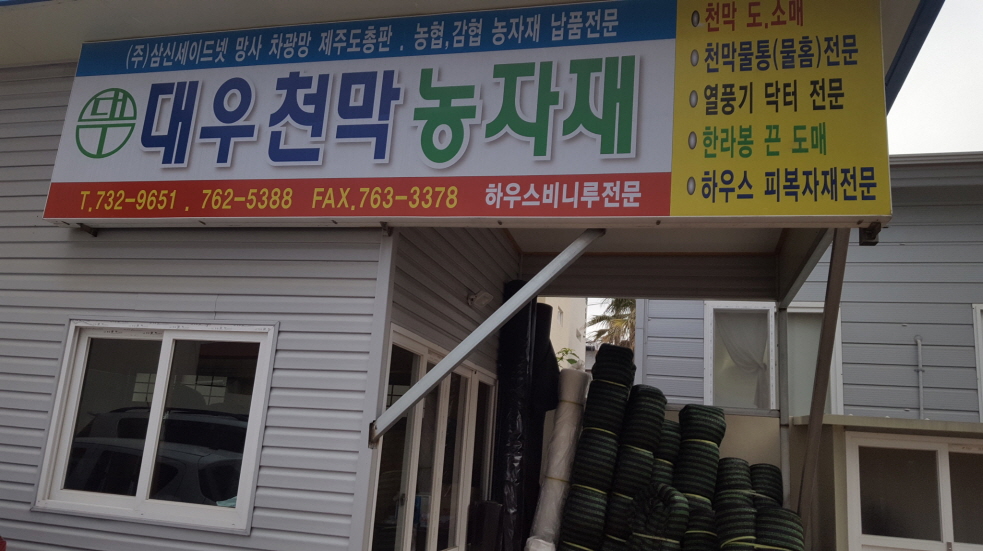 (주)삼신세이드넷 망사 차광망 제주도총판 . 농협,감협 농자재 납품전문
대우 대우천막 농자재
T.732-9651 . 762-5388 FAX.763-3378 하우스비니루전문
천막 도.소매
천막물통(물홈)전문
열풍기 닥터 전문
한라봉 끈 도매
하우스 피복자재전문